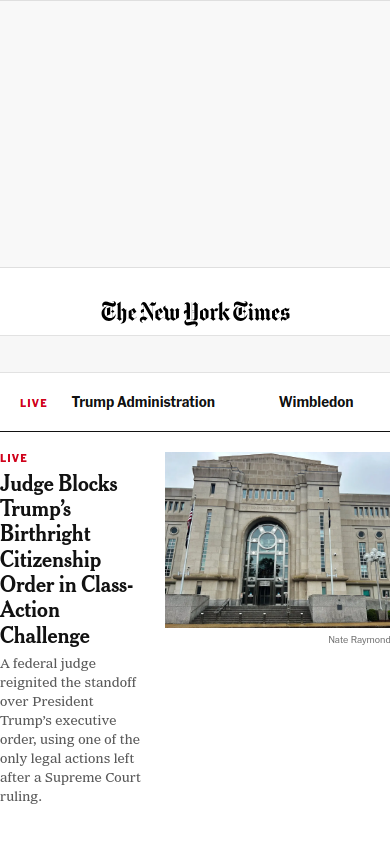 The New York Times
LIVE Trump Administration Wimbledon
LIVE
Judge Blocks
Trump’s
Birthright
Citizenship
Order in Class-
Action
Challenge
A federal judge
reignited the standoff
over President
Trump’s executive
order, using one of the
only legal actions left
after a Supreme Court
ruling.
Nate Raymond